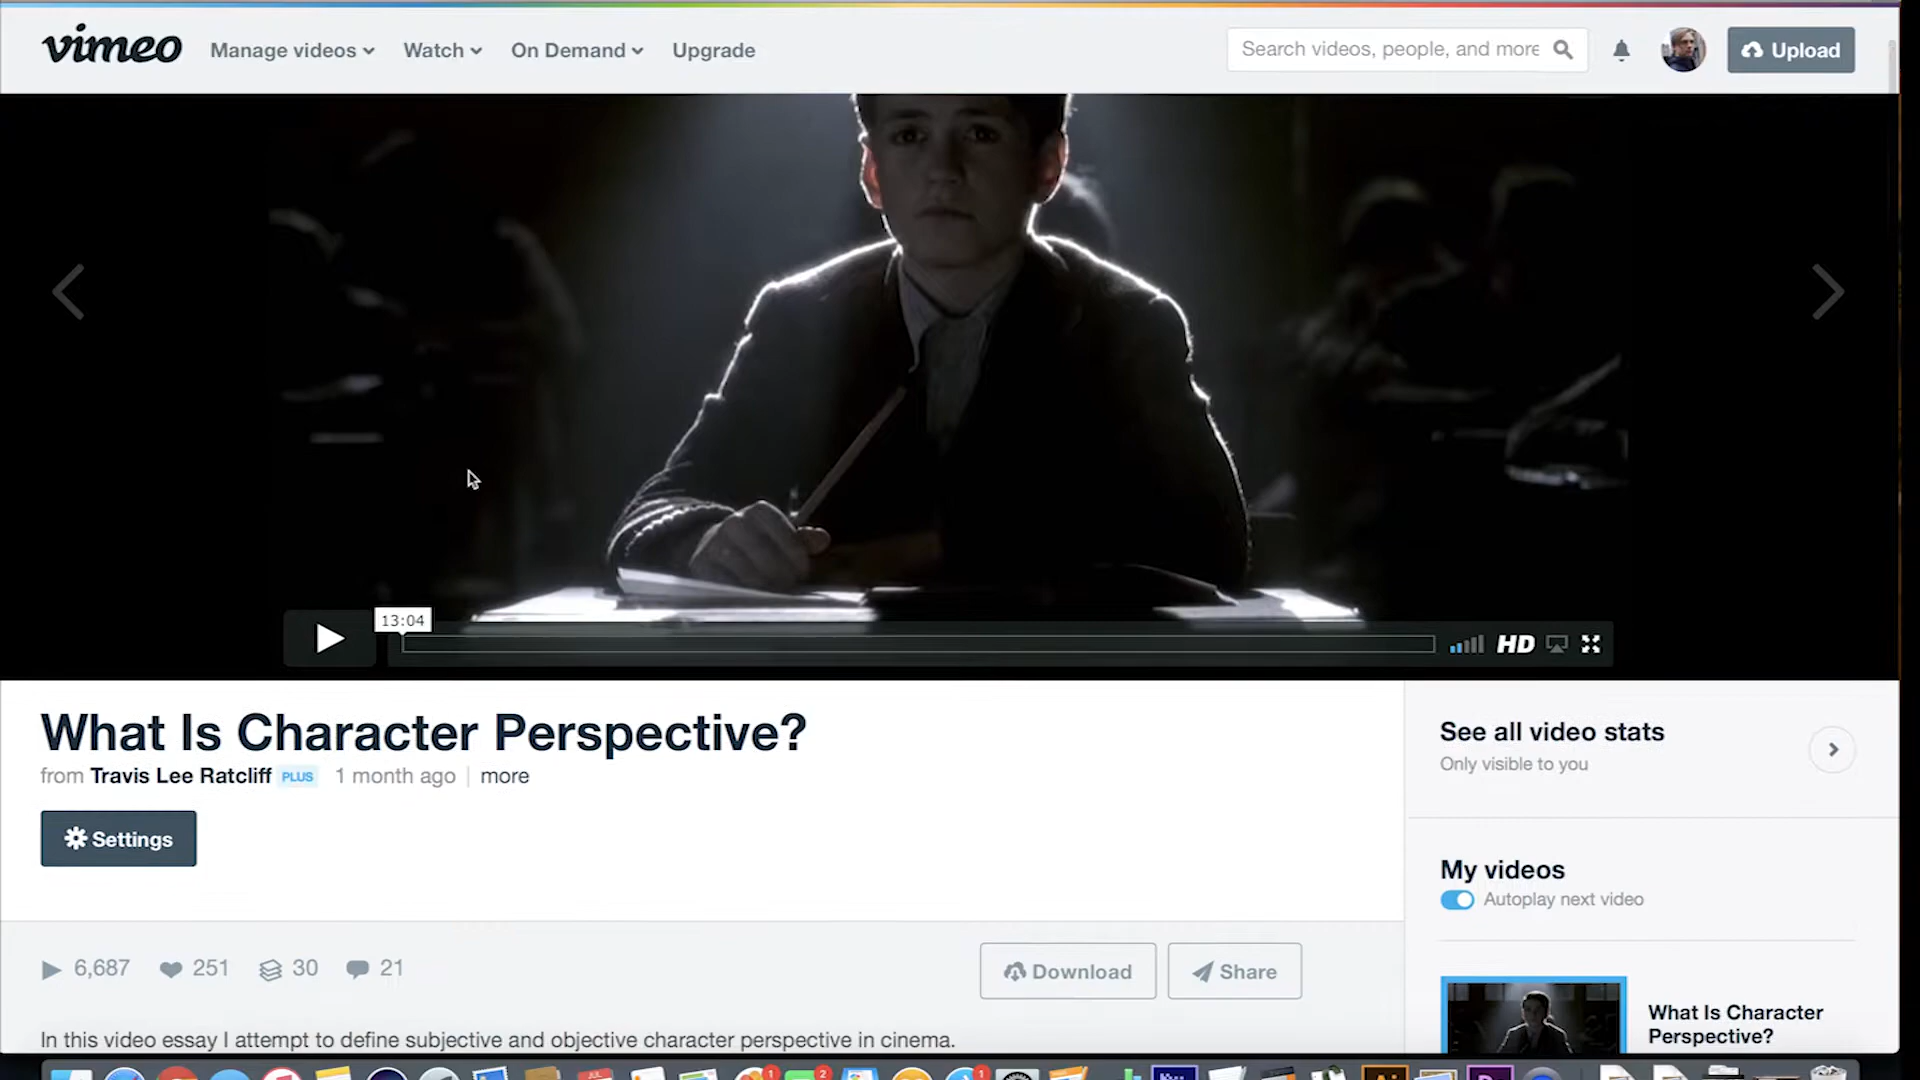 vimeo Manage videos Watch On Demand Upgrade Search videos, people, and more Upload
13:04
HD
What Is Character Perspective?
from Travis Lee Ratcliff PLUS 1 month ago | more
Settings
6,687 251 30 21
Download Share
In this video essay I attempt to define subjective and objective character perspective in cinema.
See all video stats
Only visible to you
My videos
Autoplay next video
What Is Character
Perspective?
1 2 1